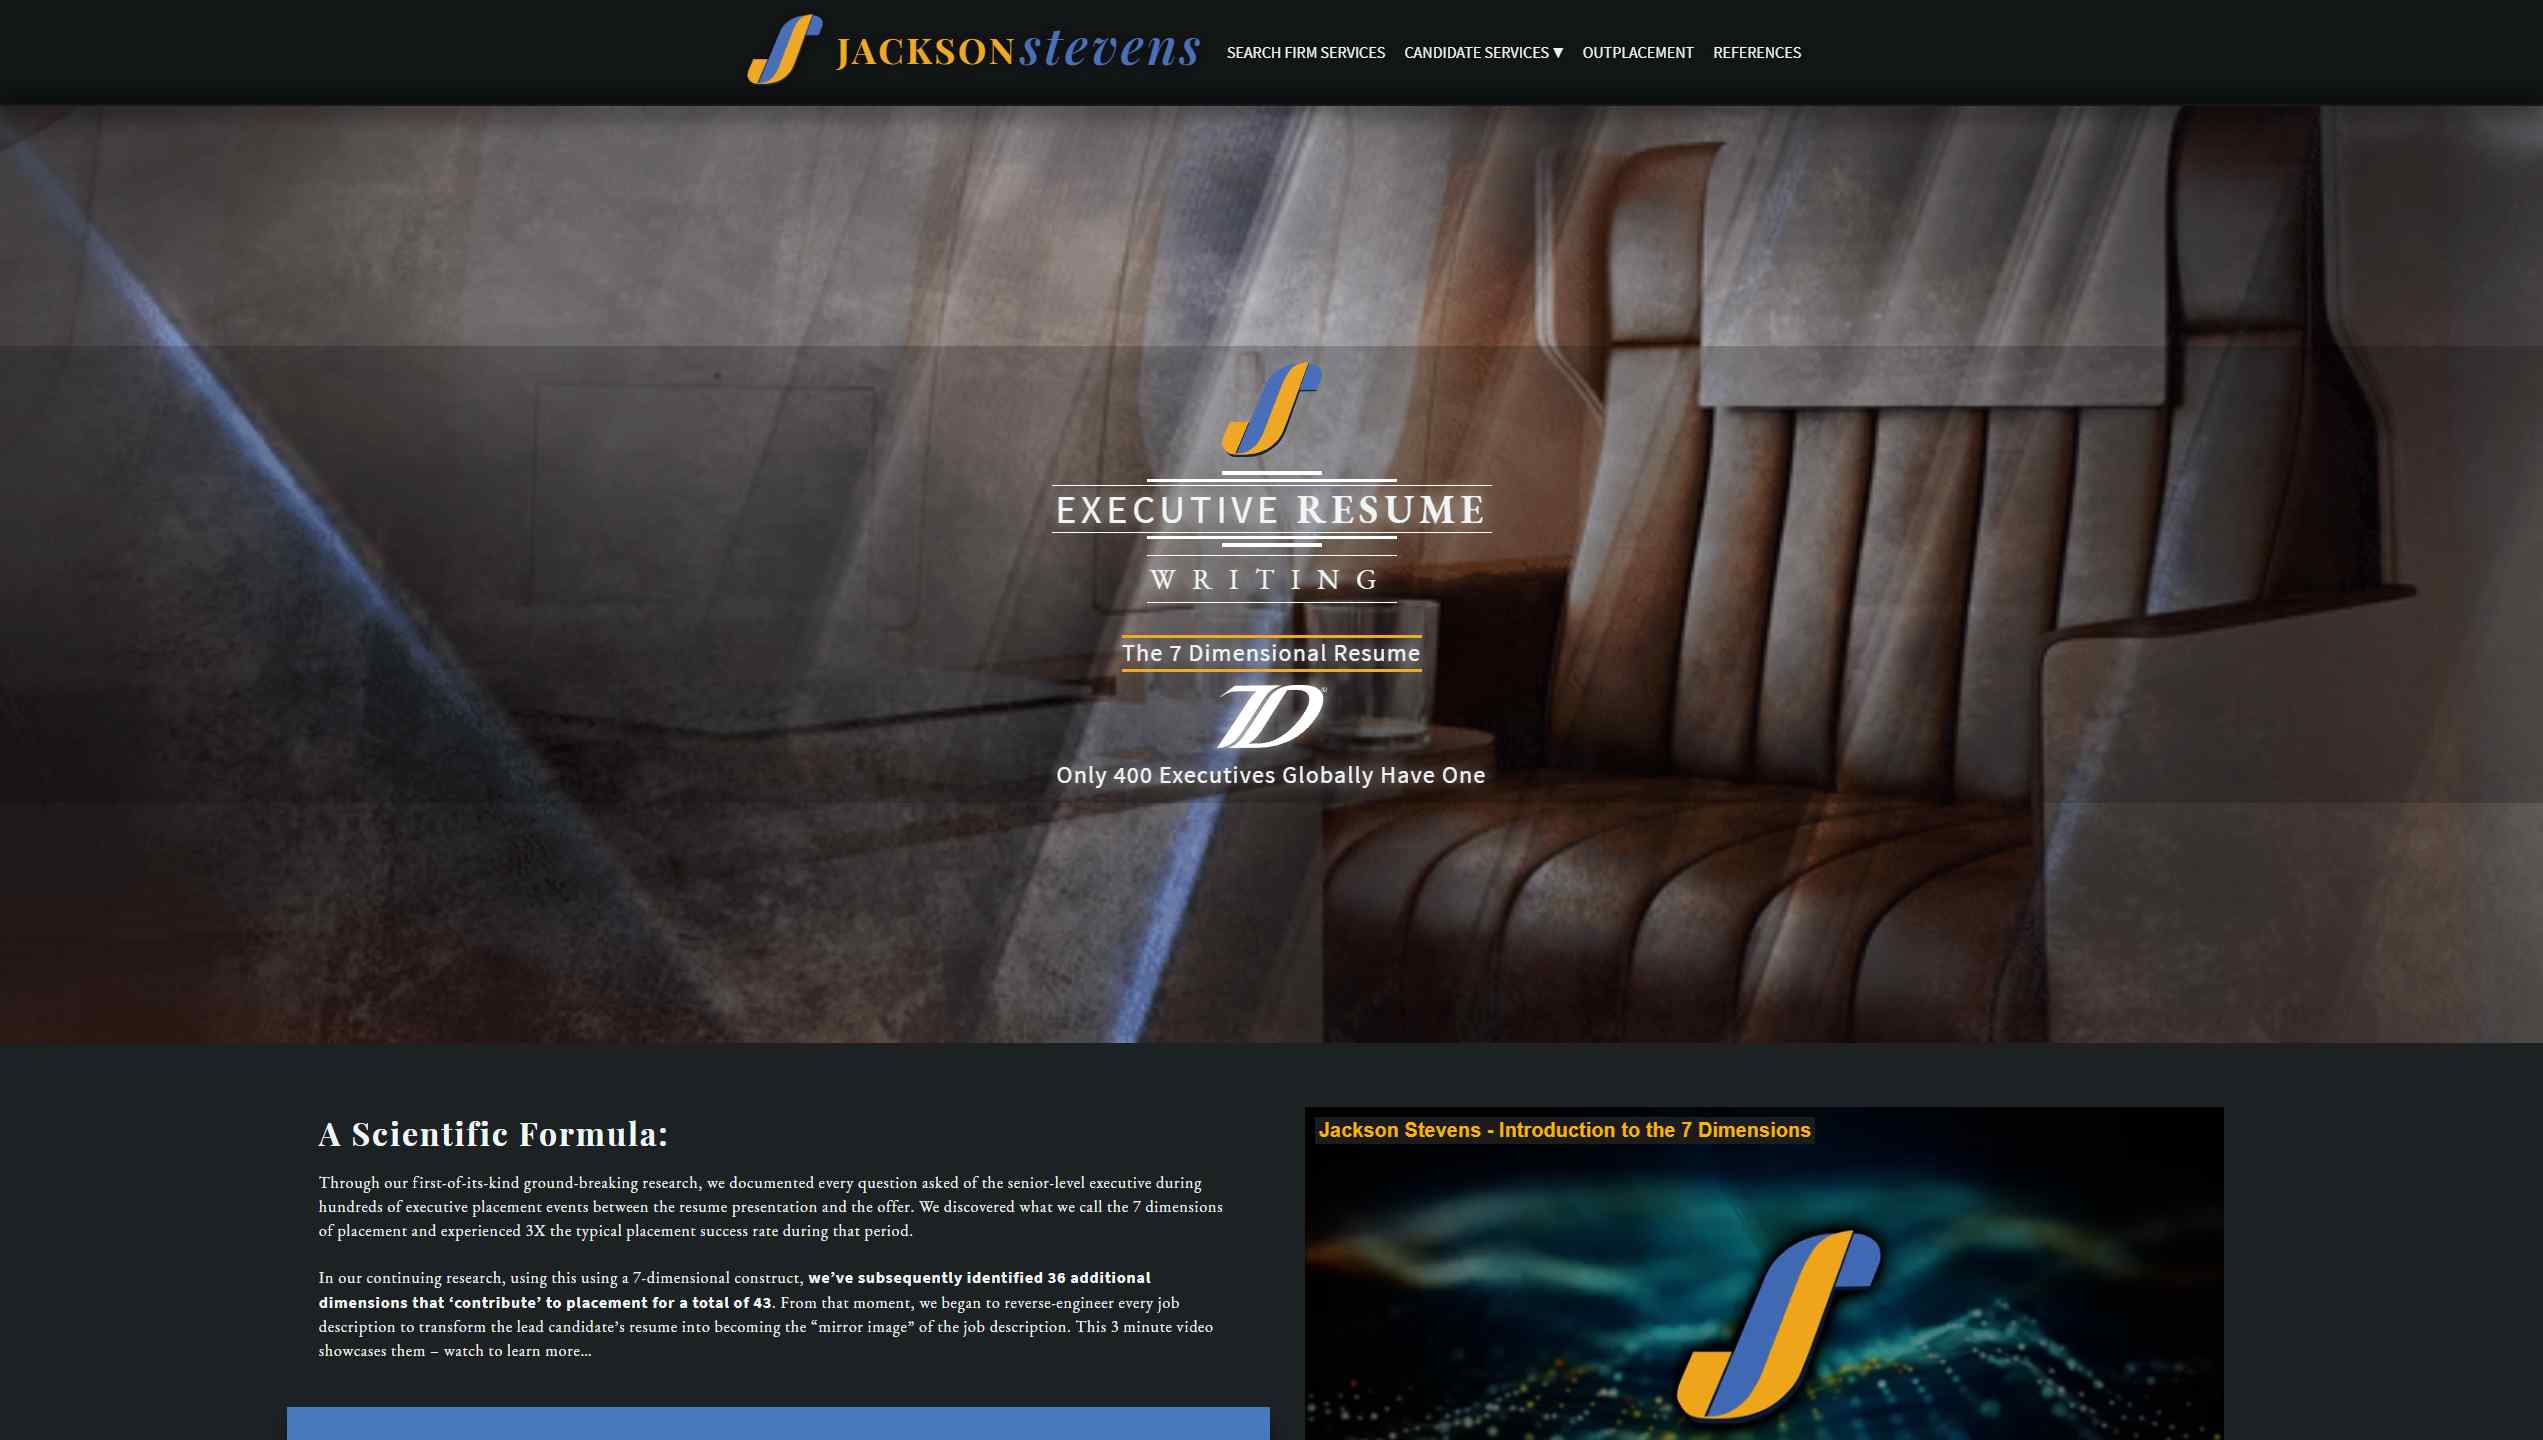 JACKSON stevens
SEARCH FIRM SERVICES CANDIDATE SERVICES ▼ OUTPLACEMENT REFERENCES
EXECUTIVE RESUME
WRITING
The 7 Dimensional Resume
7D®
Only 400 Executives Globally Have One
A Scientific Formula:
Through our first-of-its-kind ground-breaking research, we documented every question asked of the senior-level executive during
hundreds of executive placement events between the resume presentation and the offer. We discovered what we call the 7 dimensions
of placement and experienced 3X the typical placement success rate during that period.
In our continuing research, using this using a 7-dimensional construct, we’ve subsequently identified 36 additional
dimensions that ‘contribute’ to placement for a total of 43. From that moment, we began to reverse-engineer every job
description to transform the lead candidate’s resume into becoming the “mirror image” of the job description. This 3 minute video
showcases them – watch to learn more...
Jackson Stevens - Introduction to the 7 Dimensions